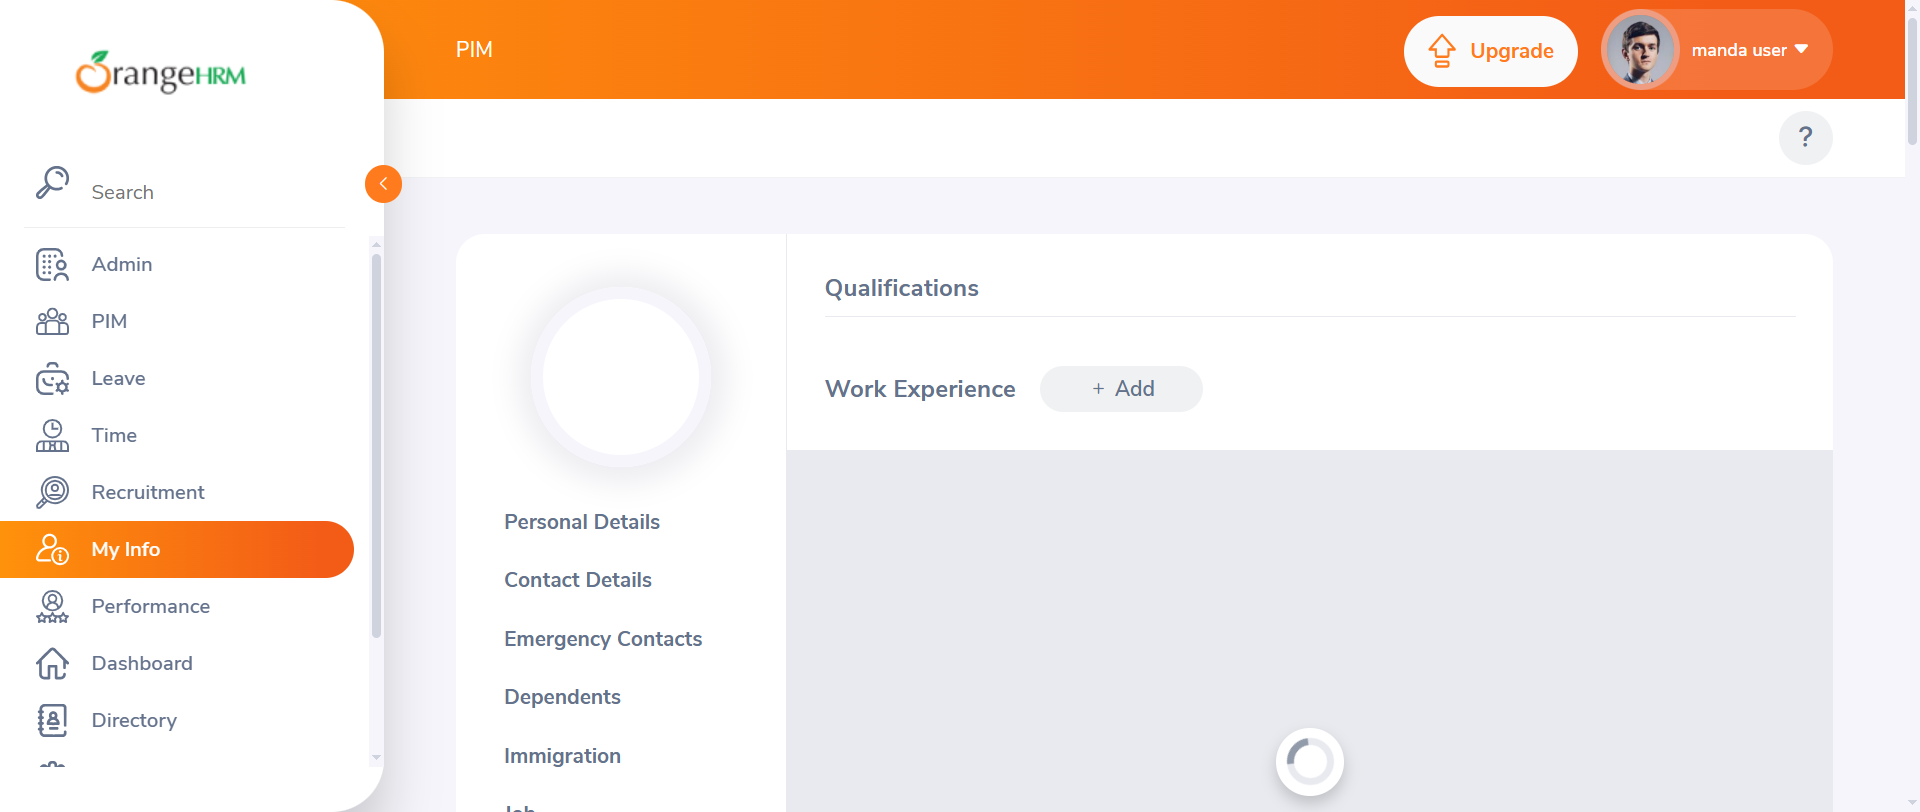 PIM
Upgrade
manda user
?
OrangeHRM
Search
Admin
PIM
Leave
Time
Recruitment
My Info
Performance
Dashboard
Directory
Personal Details
Contact Details
Emergency Contacts
Dependents
Immigration
Job
Qualifications
Work Experience
+ Add